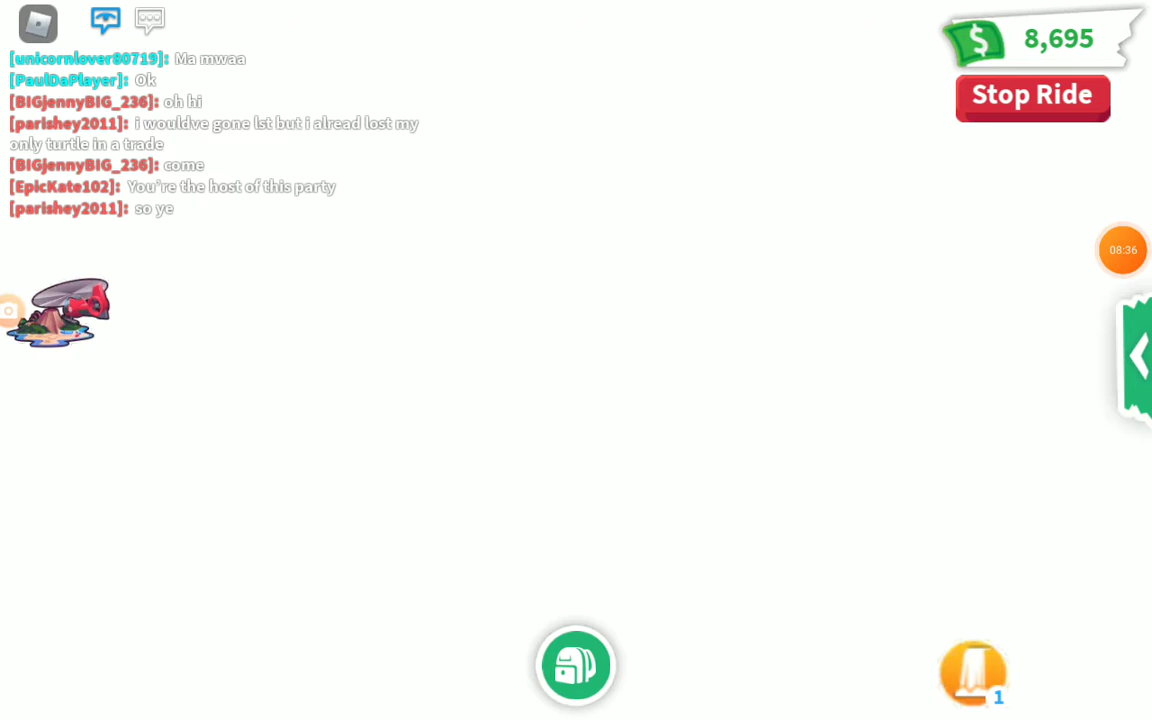 [unicornlover80719]: Ma mwaa
[PaulDaPlayer]: Ok
[BIGjennyBIG_236]: oh hi
[parishey2011]: i wouldve gone lst but i alread lost my
only turtle in a trade
[BIGjennyBIG_236]: come
[EpicKate102]: You're the host of this party
[parishey2011]: so ye
$ 8,695
Stop Ride
08:36
1